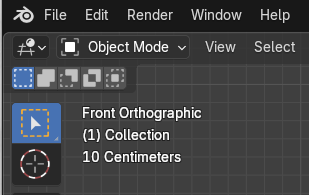 File Edit Render Window Help
Object Mode View Select
Front Orthographic
(1) Collection
10 Centimeters